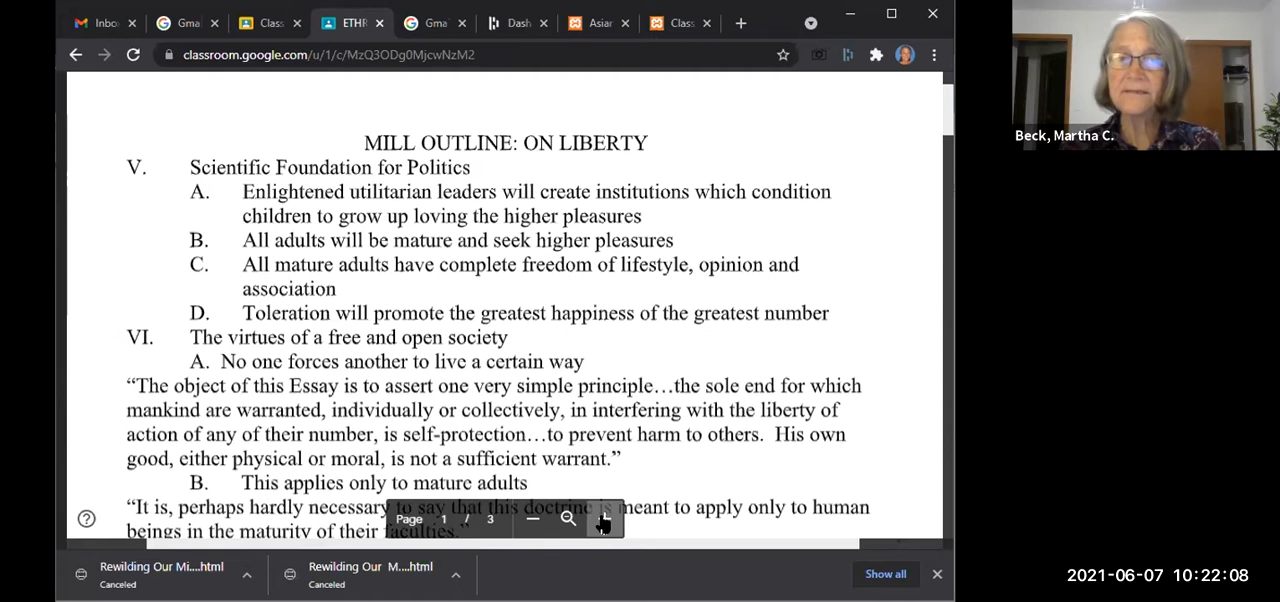 Inbo
Gma
Class
ETHR
Gma
Dash
Asiar
Class
classroom.google.com/u/1/c/MzQ3ODg0MjcwNzM2
Beck, Martha C.
MILL OUTLINE: ON LIBERTY
V. Scientific Foundation for Politics
A. Enlightened utilitarian leaders will create institutions which condition
children to grow up loving the higher pleasures
B. All adults will be mature and seek higher pleasures
C. All mature adults have complete freedom of lifestyle, opinion and
association
D. Toleration will promote the greatest happiness of the greatest number
VI. The virtues of a free and open society
A. No one forces another to live a certain way
“The object of this Essay is to assert one very simple principle…the sole end for which
mankind are warranted, individually or collectively, in interfering with the liberty of
action of any of their number, is self-protection…to prevent harm to others. His own
good, either physical or moral, is not a sufficient warrant.”
B. This applies only to mature adults
“It is, perhaps hardly necessary to say that this doctrine is meant to apply only to human
beings in the maturity of their faculties.”
Page 1 / 3
Rewilding Our Mi....html
Canceled
Rewilding Our M....html
Canceled
Show all
2021-06-07 10:22:08